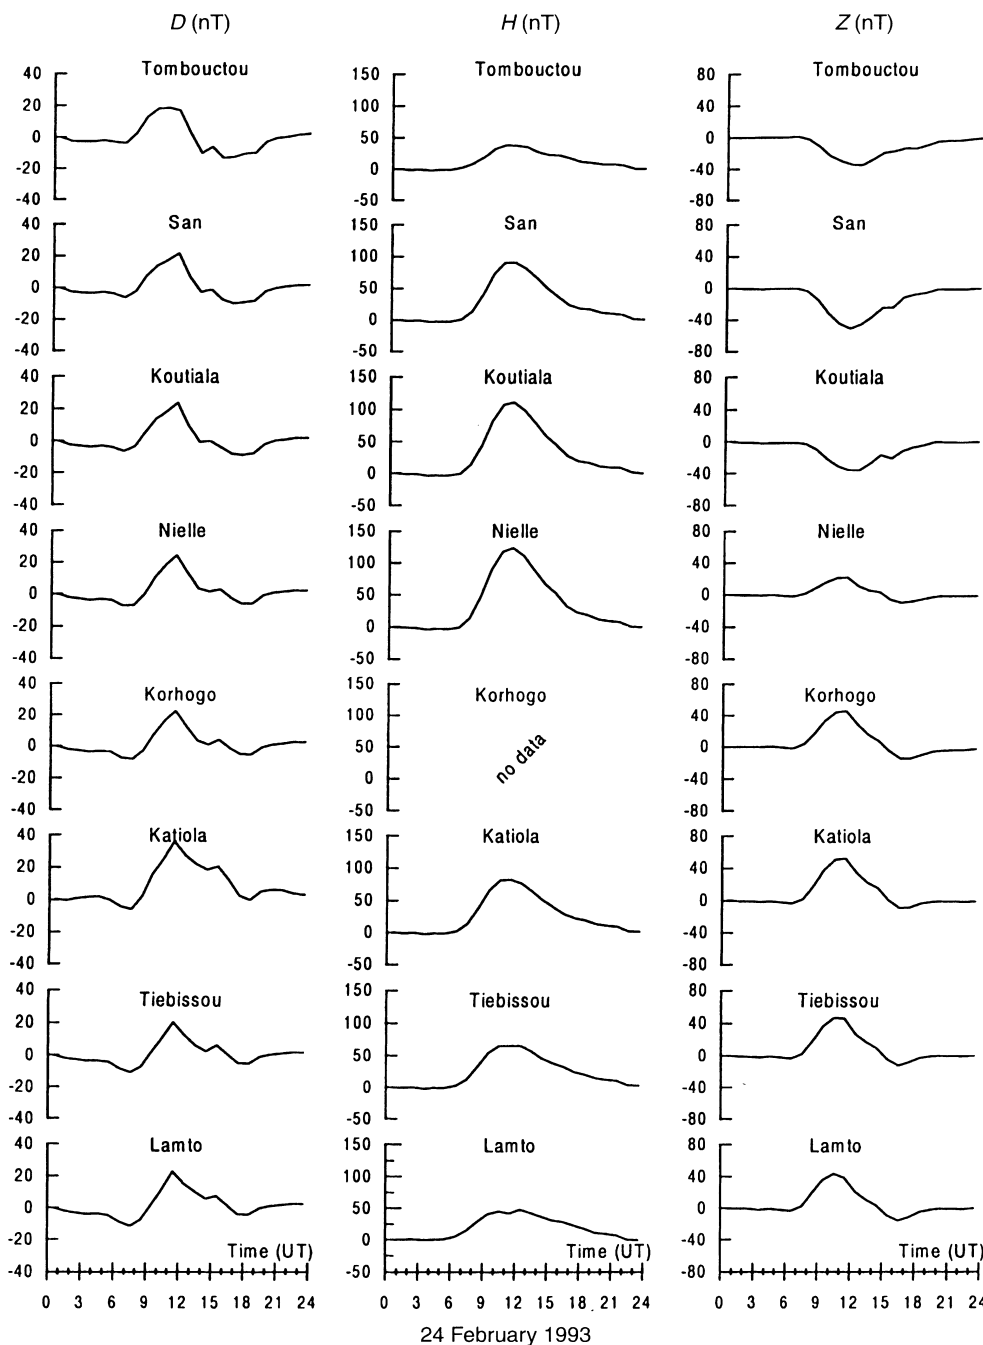 D (nT) H (nT) Z (nT)
Tombouctou Tombouctou Tombouctou
40 150 80
20 100 40
0 50 0
-20 0 -40
-40 -50 -80
San San San
40 150 80
20 100 40
0 50 0
-20 0 -40
-40 -50 -80
Koutiala Koutiala Koutiala
40 150 80
20 100 40
0 50 0
-20 0 -40
-40 -50 -80
Nielle Nielle Nielle
40 150 80
20 100 40
0 50 0
-20 0 -40
-40 -50 -80
Korhogo Korhogo Korhogo
40 150 80
20 100 40
0 50 0
no data
-20 0 -40
-40 -50 -80
Katiola Katiola Katiola
40 150 80
20 100 40
0 50 0
-20 0 -40
-40 -50 -80
Tiebissou Tiebissou Tiebissou
40 150 80
20 100 40
0 50 0
-20 0 -40
-40 -50 -80
Lamto Lamto Lamto
40 150 80
20 100 40
0 50 0
-20 0 -40
Time (UT) Time (UT) Time (UT)
-40 -50 -80
0 3 6 9 12 15 18 21 24 0 3 6 9 12 15 18 21 24 0 3 6 9 12 15 18 21 24
24 February 1993